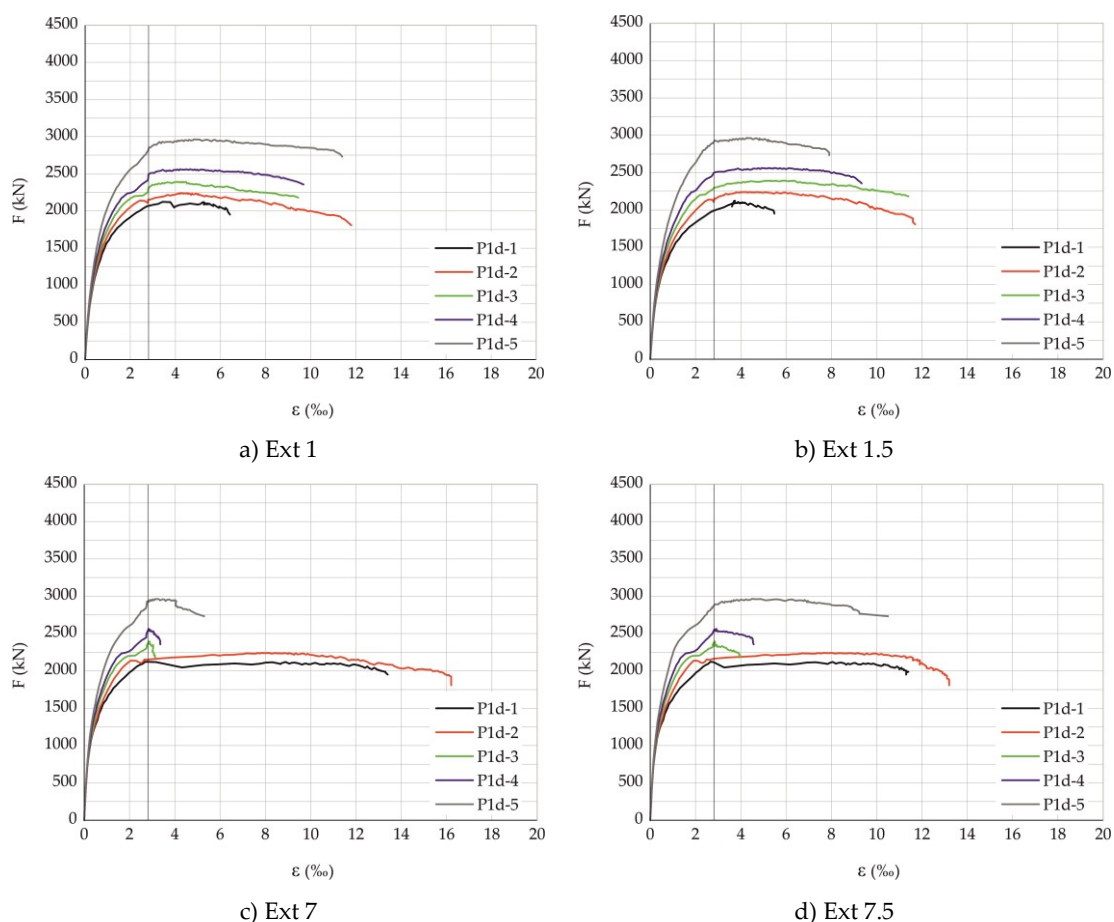 4500
4000
3500
3000
2500
2000
1500
1000
500
0
F (kN)
P1d-1
P1d-2
P1d-3
P1d-4
P1d-5
0 2 4 6 8 10 12 14 16 18 20
ε (‰)
a) Ext 1
4500
4000
3500
3000
2500
2000
1500
1000
500
0
F (kN)
P1d-1
P1d-2
P1d-3
P1d-4
P1d-5
0 2 4 6 8 10 12 14 16 18 20
ε (‰)
b) Ext 1.5
4500
4000
3500
3000
2500
2000
1500
1000
500
0
F (kN)
P1d-1
P1d-2
P1d-3
P1d-4
P1d-5
0 2 4 6 8 10 12 14 16 18 20
ε (‰)
c) Ext 7
4500
4000
3500
3000
2500
2000
1500
1000
500
0
F (kN)
P1d-1
P1d-2
P1d-3
P1d-4
P1d-5
0 2 4 6 8 10 12 14 16 18 20
ε (‰)
d) Ext 7.5